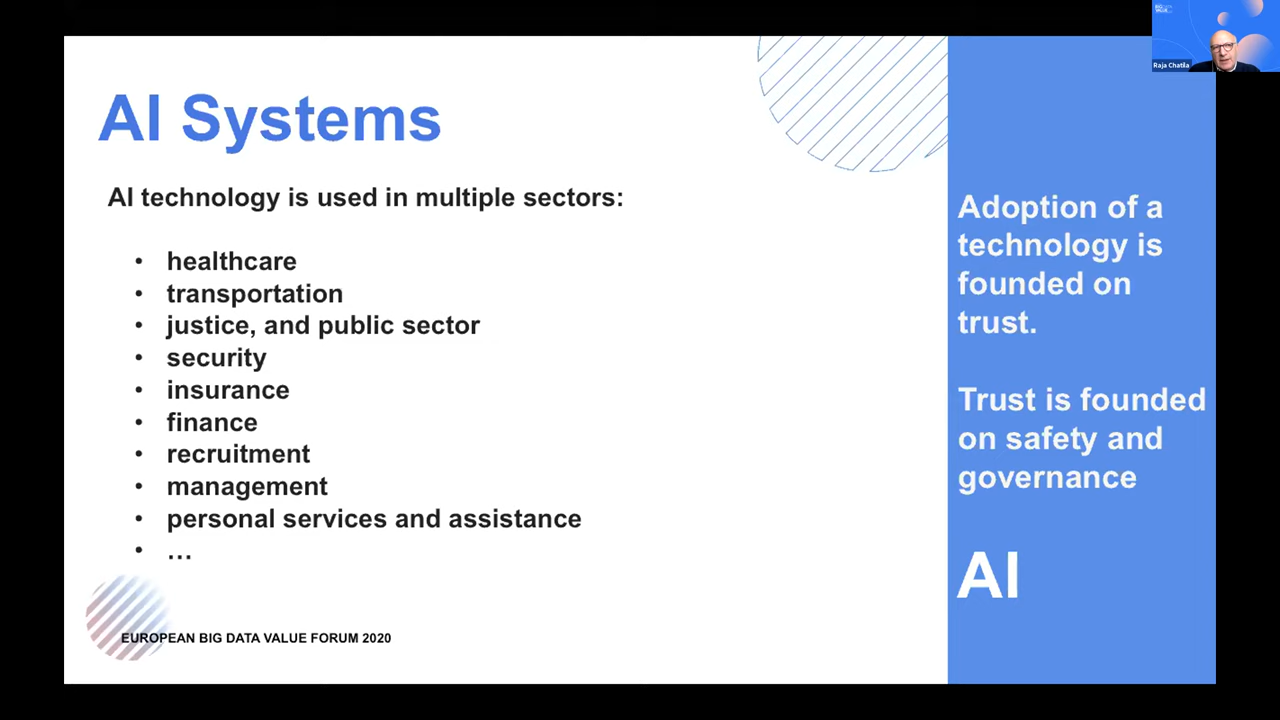 AI Systems
AI technology is used in multiple sectors:
• healthcare
• transportation
• justice, and public sector
• security
• insurance
• finance
• recruitment
• management
• personal services and assistance
• …
EUROPEAN BIG DATA VALUE FORUM 2020
Adoption of a
technology is
founded on
trust.
Trust is founded
on safety and
governance
AI
Raja Chatila